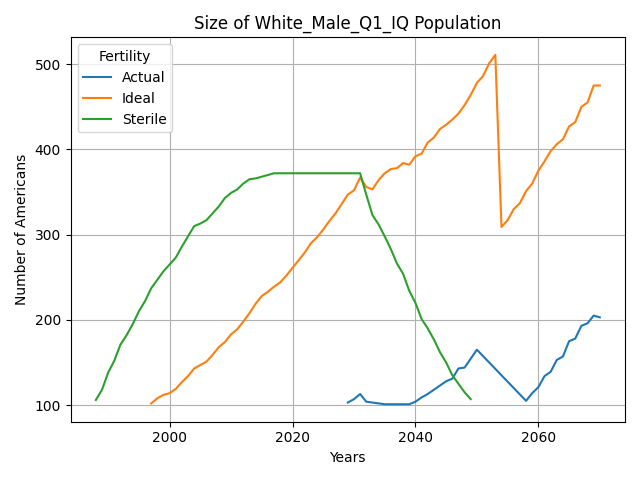 Size of White_Male_Q1_IQ Population
Fertility
Actual
Ideal
Sterile
500
400
300
200
100
Number of Americans
2000
2020
2040
2060
Years